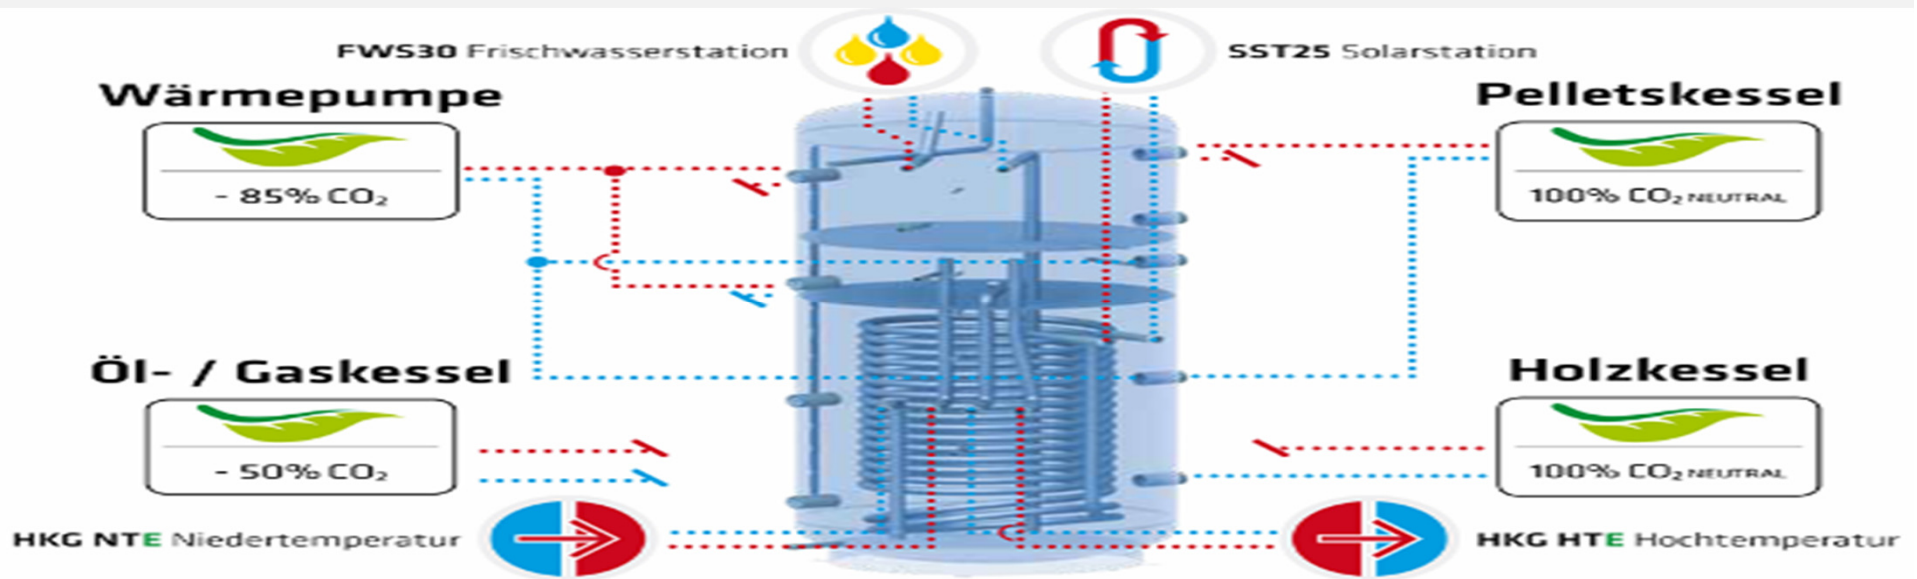 FWS30 Frischwasserstation
SST25 Solarstation
Wärmepumpe
- 85% CO₂
Pelletskessel
100% CO₂ NEUTRAL
Öl- / Gaskessel
- 50% CO₂
Holzkessel
100% CO₂ NEUTRAL
HKG NTE Niedertemperatur
HKG HTE Hochtemperatur